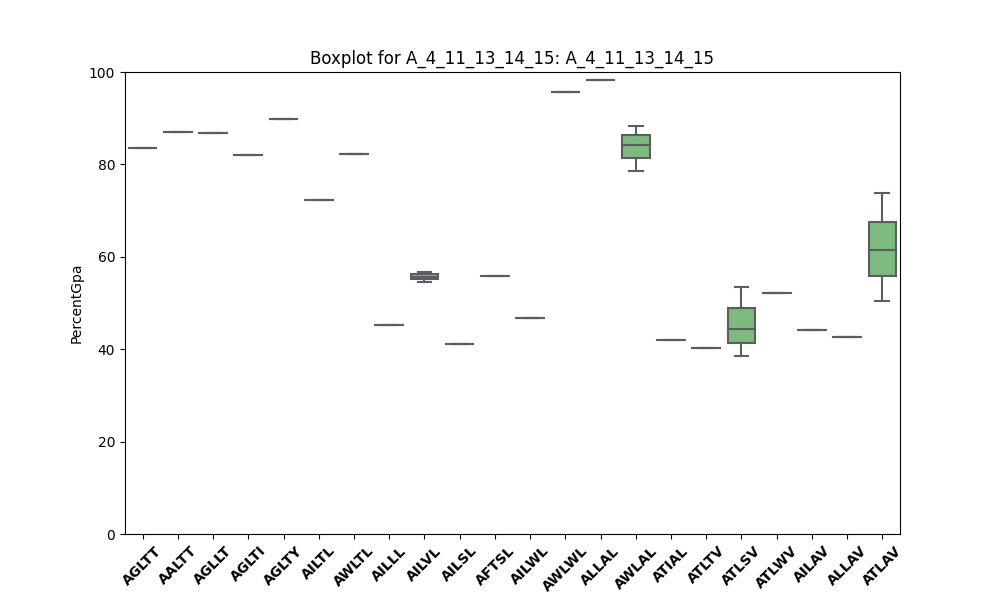 Boxplot for A_4_11_13_14_15: A_4_11_13_14_15
PercentGpa
100
80
60
40
20
0
AGLTT
AALTT
AGLLT
AGLTI
AGLTY
AILTL
AWLTL
AILLL
AILVL
AILSL
AFTSL
AILWL
AWLWL
ALLAL
AWLAL
ATIAL
ATLTV
ATLSV
ATLWV
AILAV
ALLAV
ATLAV